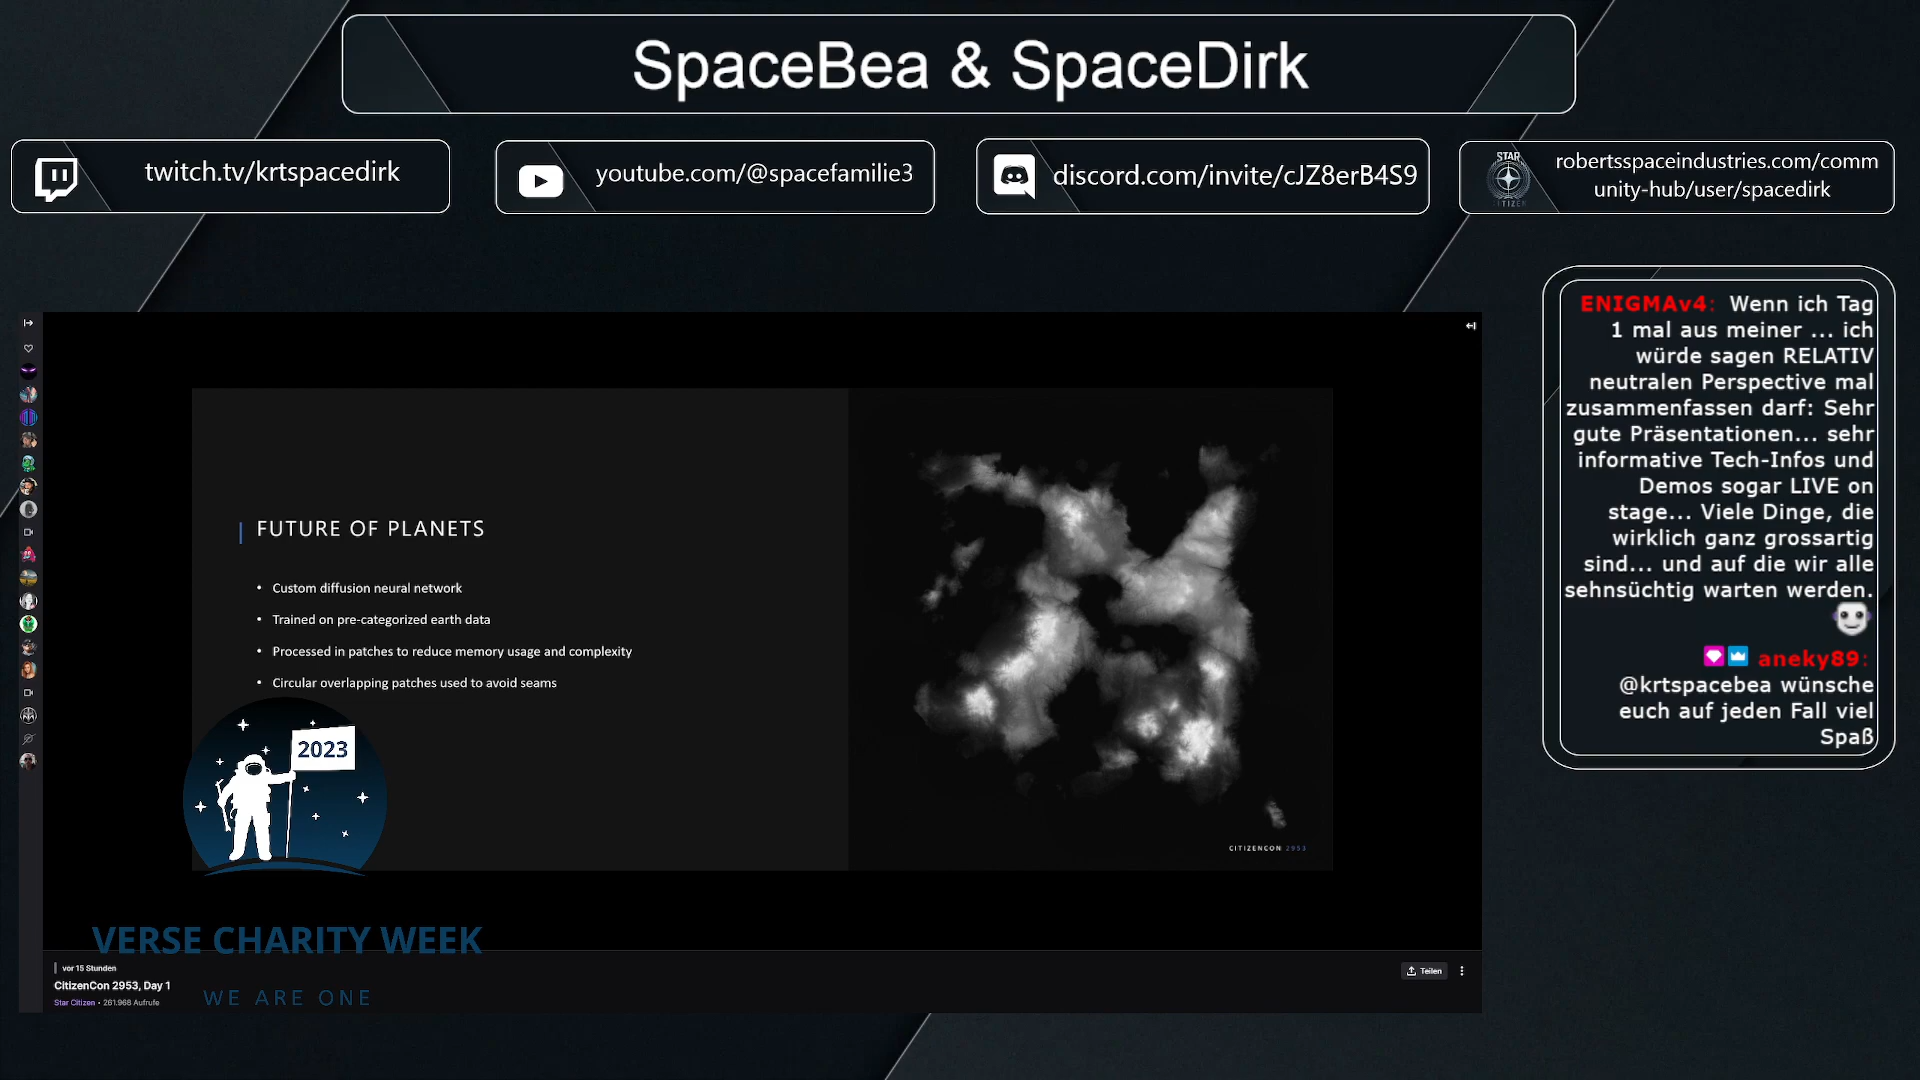 SpaceBea & SpaceDirk
twitch.tv/krtspacedirk
youtube.com/@spacefamilie3
discord.com/invite/cJZ8erB4S9
STAR
CITIZEN
robertsspaceindustries.com/comm
unity-hub/user/spacedirk
FUTURE OF PLANETS
• Custom diffusion neural network
• Trained on pre-categorized earth data
• Processed in patches to reduce memory usage and complexity
• Circular overlapping patches used to avoid seams
CITIZENCON 2953
2023
VERSE CHARITY WEEK
WE ARE ONE
vor 15 Stunden
CitizenCon 2953, Day 1
Star Citizen • 261.968 Aufrufe
Teilen
ENIGMAv4: Wenn ich Tag
1 mal aus meiner ... ich
würde sagen RELATIV
neutralen Perspective mal
zusammenfassen darf: Sehr
gute Präsentationen... sehr
informative Tech-Infos und
Demos sogar LIVE on
stage... Viele Dinge, die
wirklich ganz grossartig
sind... und auf die wir alle
sehnsüchtig warten werden.
aneky89:
@krtspacebea wünsche
euch auf jeden Fall viel
Spaß